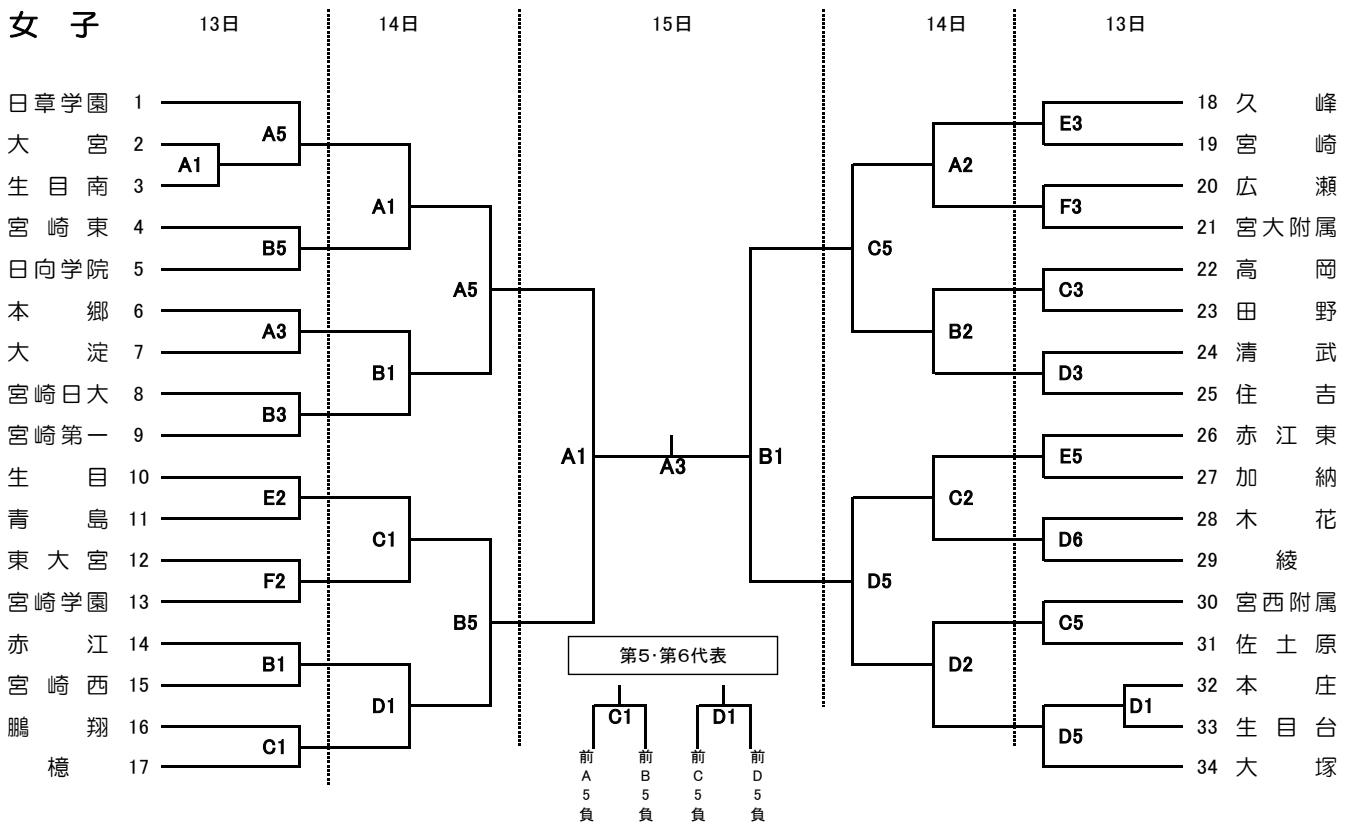 女子 13日 14日 15日 14日 13日
日章学園 1
大宮 2
生目南 3
宮崎東 4
日向学院 5
本郷 6
大淀 7
宮崎日大 8
宮崎第一 9
生目 10
青島 11
東大宮 12
宮崎学園 13
赤江 14
宮崎西 15
鵬翔 16
檍 17
A1
A5
B5
A3
B3
E2
F2
B1
C1
A1
B1
C1
D1
A5
B5
A1
A3
B1
C5
D5
A2
B2
C2
D2
E3
F3
C3
D3
E5
D6
C5
D1
D5
18 久峰
19 宮崎
20 広瀬
21 宮大附属
22 高岡
23 田野
24 清武
25 住吉
26 赤江東
27 加納
28 木花
29 綾
30 宮西附属
31 佐土原
32 本庄
33 生目台
34 大塚
第5・第6代表
C1 D1
前A5負
前B5負
前C5負
前D5負